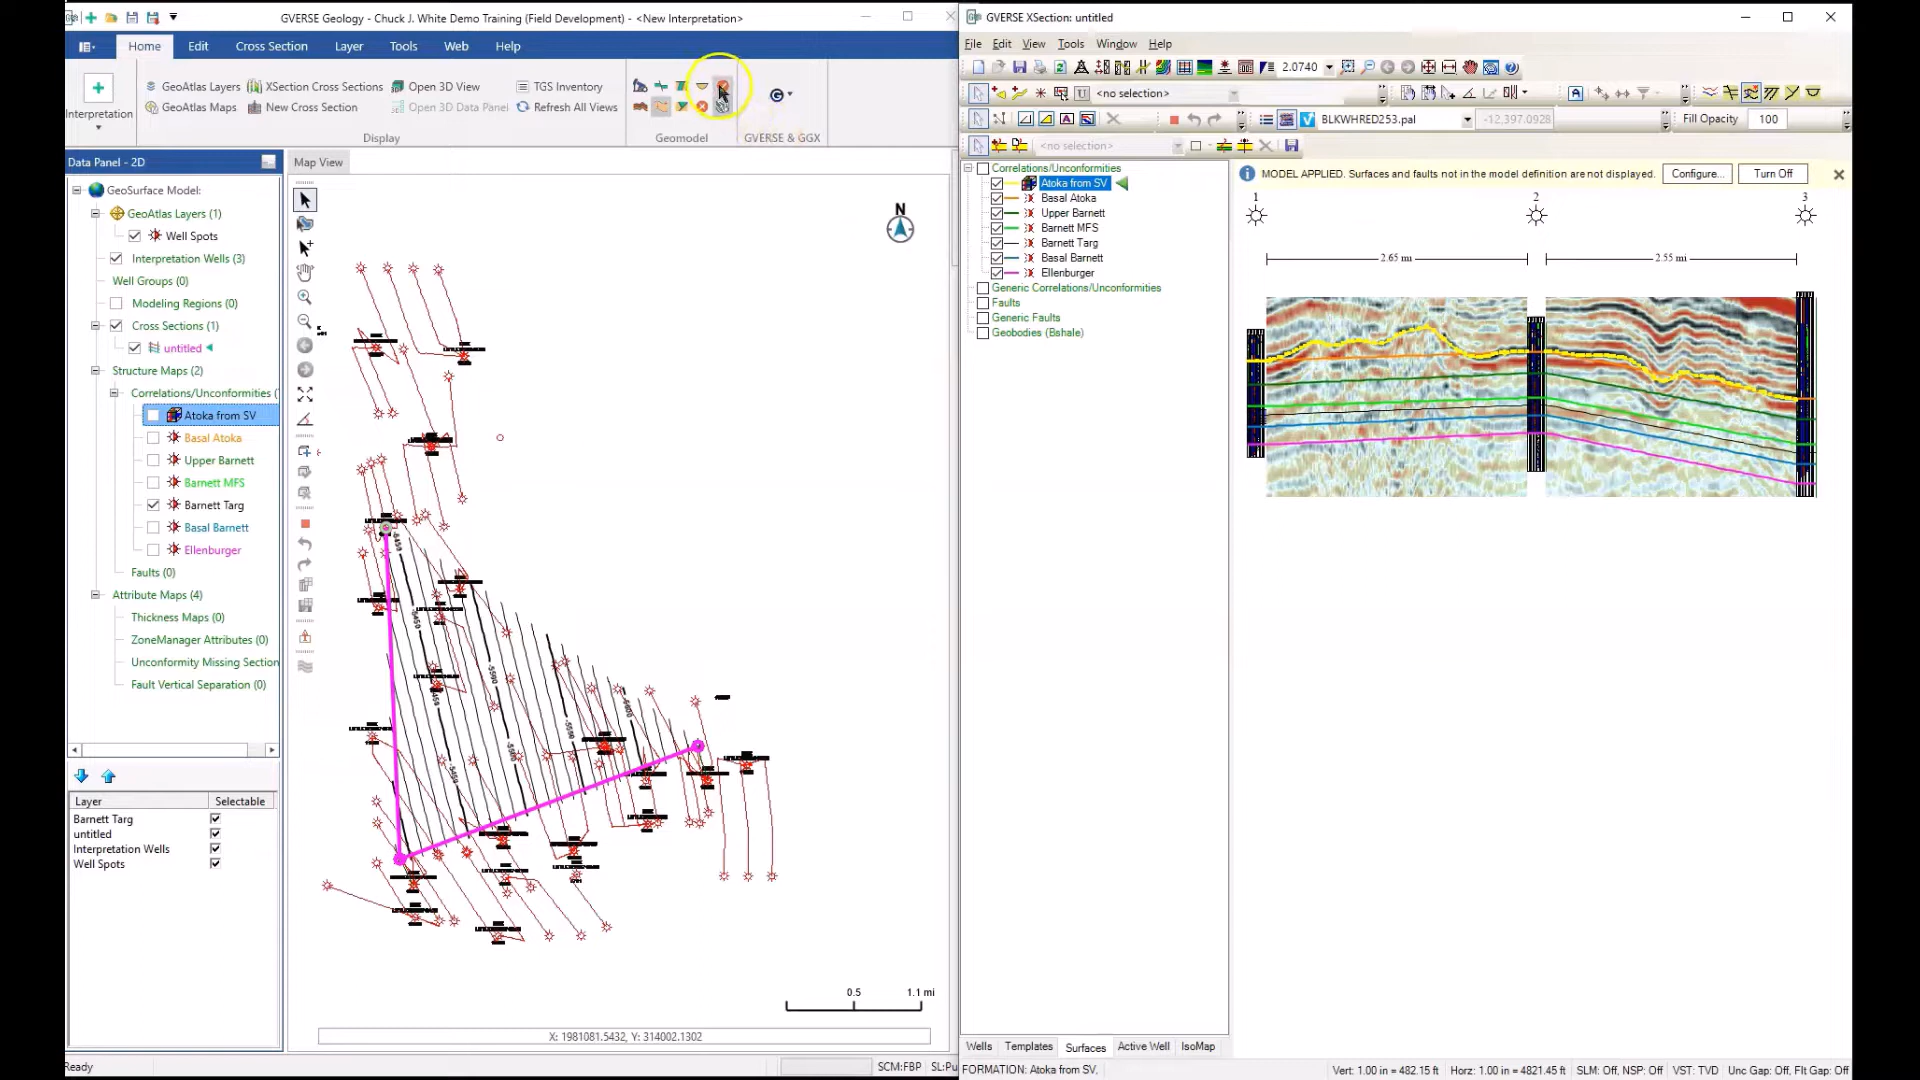 GVERSE Geology - Chuck J. White Demo Training (Field Development) - <New Interpretation>
Home Edit Cross Section Layer Tools Web Help
Interpretation
GeoAtlas Layers XSection Cross Sections Open 3D View TGS Inventory
GeoAtlas Maps New Cross Section Open 3D Data Panel Refresh All Views
Display Geomodel GVERSE & GGX
Data Panel - 2D
GeoSurface Model:
GeoAtlas Layers (1)
Well Spots
Interpretation Wells (3)
Well Groups (0)
Modeling Regions (0)
Cross Sections (1)
untitled
Structure Maps (2)
Correlations/Unconformities (
Atoka from SV
Basal Atoka
Upper Barnett
Barnett MFS
Barnett Targ
Basal Barnett
Ellenburger
Faults (0)
Attribute Maps (4)
Thickness Maps (0)
ZoneManager Attributes (0)
Unconformity Missing Section
Fault Vertical Separation (0)
Layer Selectable
Barnett Targ
untitled
Interpretation Wells
Well Spots
Ready
Map View
N
0.5 1.1 mi
X: 1981081.5432, Y: 314002.1302
SCM:FBP SL:Pu
GVERSE XSection: untitled
File Edit View Tools Window Help
2.0740
<no selection>
BLKWHRED253.pal -12,397.0928 Fill Opacity 100
<no selection>
Correlations/Unconformities
Atoka from SV
Basal Atoka
Upper Barnett
Barnett MFS
Barnett Targ
Basal Barnett
Ellenburger
Generic Correlations/Unconformities
Faults
Generic Faults
Geobodies (Bshale)
MODEL APPLIED. Surfaces and faults not in the model definition are not displayed. Configure... Turn Off
1 2 3
2.65 mi 2.55 mi
Wells Templates Surfaces Active Well IsoMap
FORMATION: Atoka from SV, Vert: 1.00 in = 482.15 ft Horz: 1.00 in = 4821.45 ft SLM: Off, NSP: Off VST: TVD Unc Gap: Off, Flt Gap: Off